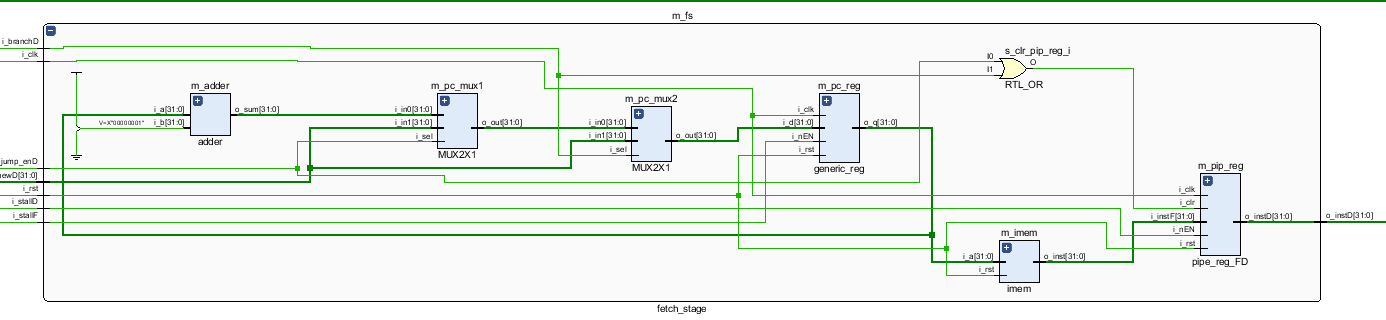 m_fs
i_branchD
i_clk
jump_enD
newD[31:0]
i_rst
i_stallD
i_stallF
m_adder
i_a[31:0]
V=X"00000001"
i_b[31:0]
o_sum[31:0]
adder
m_pc_mux1
i_in0[31:0]
i_in1[31:0]
i_sel
o_out[31:0]
MUX2X1
m_pc_mux2
i_in0[31:0]
i_in1[31:0]
i_sel
o_out[31:0]
MUX2X1
m_pc_reg
i_clk
i_d[31:0]
i_nEN
i_rst
o_q[31:0]
generic_reg
s_clr_pip_reg_i
I0
I1
O
RTL_OR
m_imem
i_a[31:0]
i_rst
o_inst[31:0]
imem
m_pip_reg
i_clk
i_clr
i_instF[31:0]
i_nEN
i_rst
o_instD[31:0]
pipe_reg_FD
o_instD[31:0]
fetch_stage